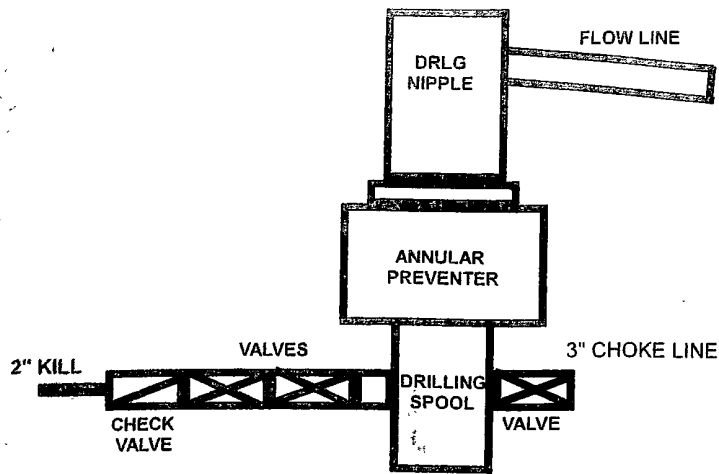 FLOW LINE
DRLG
NIPPLE
ANNULAR
PREVENTER
VALVES
3" CHOKE LINE
2" KILL
DRILLING
SPOOL
CHECK
VALVE
VALVE